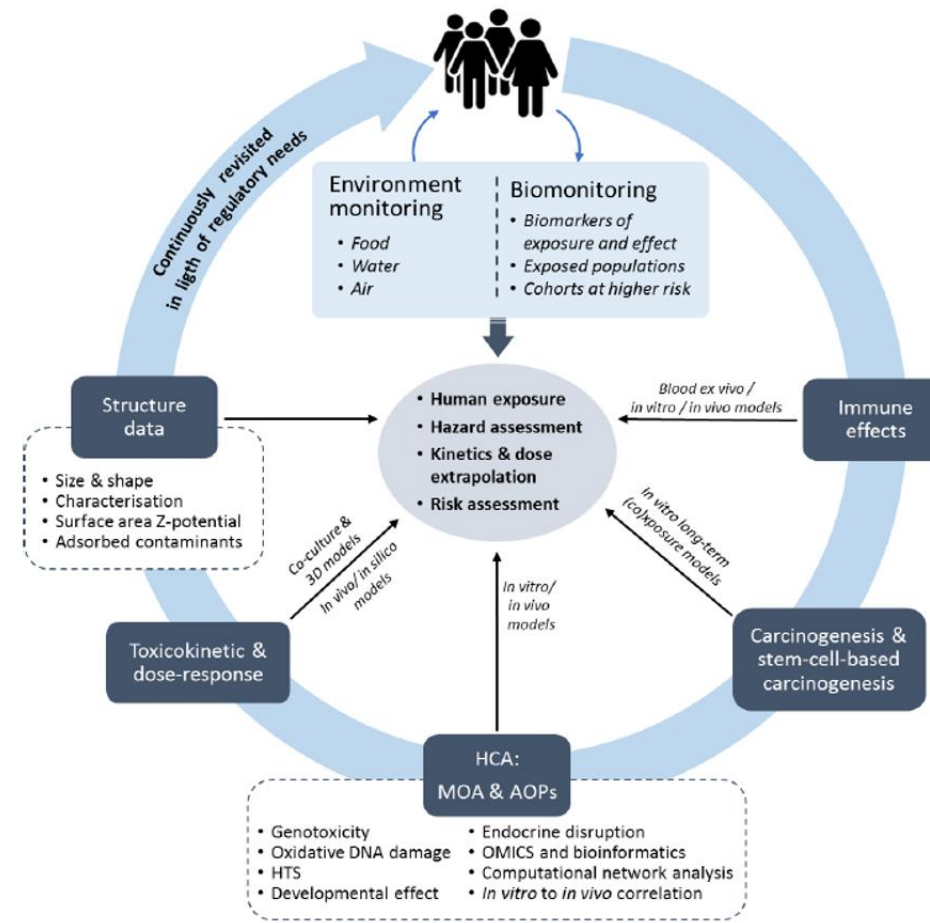 Continuously revisited
in ligth of regulatory needs
Environment
monitoring
• Food
• Water
• Air
Biomonitoring
• Biomarkers of
exposure and effect
• Exposed populations
• Cohorts at higher risk
Structure
data
• Size & shape
• Characterisation
• Surface area Z-potential
• Adsorbed contaminants
• Human exposure
• Hazard assessment
• Kinetics & dose
extrapolation
• Risk assessment
Blood ex vivo /
in vitro / in vivo models
Immune
effects
Co-culture &
3D models
In vivo/ in silico
models
In vitro/
in vivo
models
In vitro long-term
(co)xposure models
Toxicokinetic &
dose-response
Carcinogenesis &
stem-cell-based
carcinogenesis
HCA:
MOA & AOPs
• Genotoxicity
• Oxidative DNA damage
• HTS
• Developmental effect
• Endocrine disruption
• OMICS and bioinformatics
• Computational network analysis
• In vitro to in vivo correlation